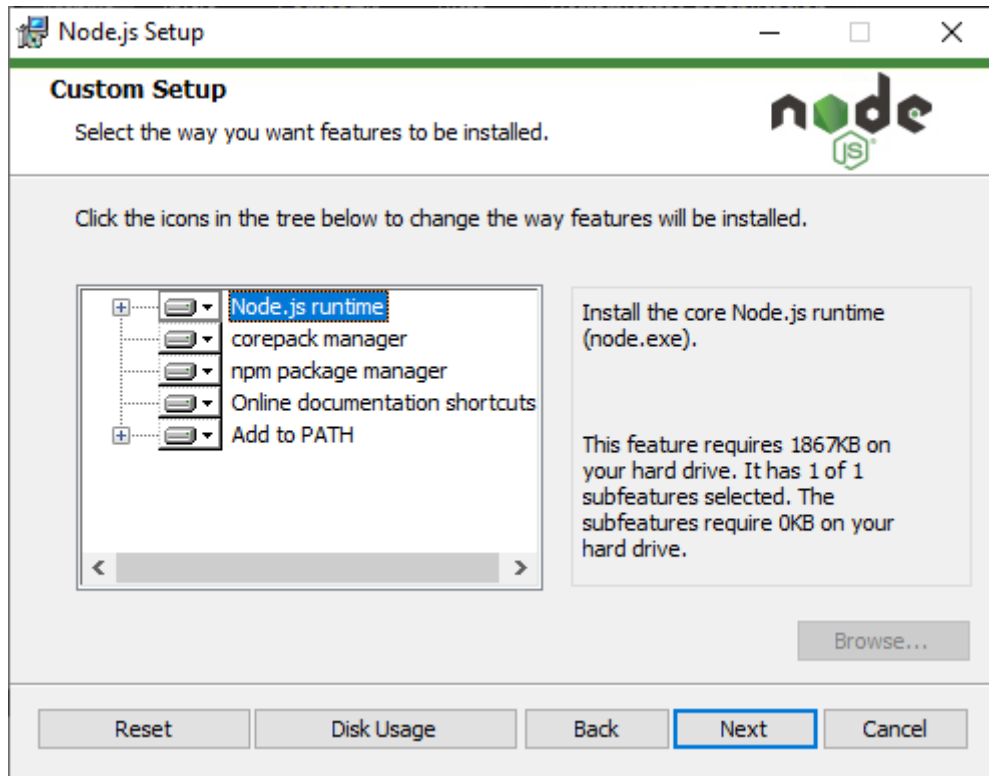 Node.js Setup
Custom Setup
Select the way you want features to be installed.
node
JS
Click the icons in the tree below to change the way features will be installed.
Node.js runtime
corepack manager
npm package manager
Online documentation shortcuts
Add to PATH
Install the core Node.js runtime
(node.exe).
This feature requires 1867KB on
your hard drive. It has 1 of 1
subfeatures selected. The
subfeatures require 0KB on your
hard drive.
Browse...
Reset
Disk Usage
Back
Next
Cancel